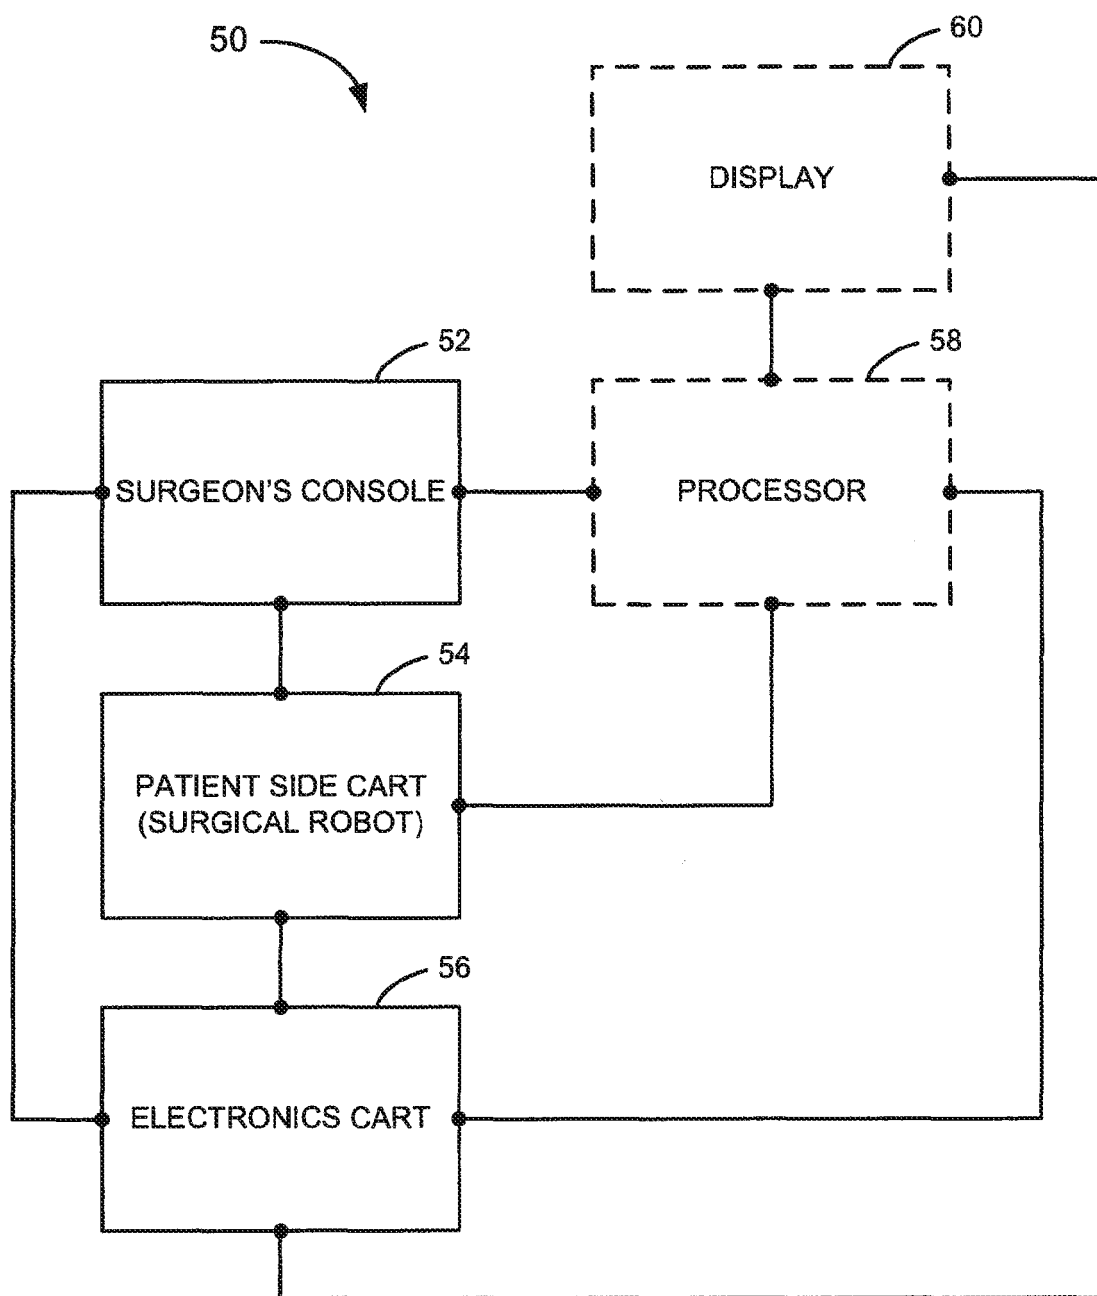 50
60
DISPLAY
52
58
SURGEON'S CONSOLE
PROCESSOR
54
PATIENT SIDE CART
(SURGICAL ROBOT)
56
ELECTRONICS CART